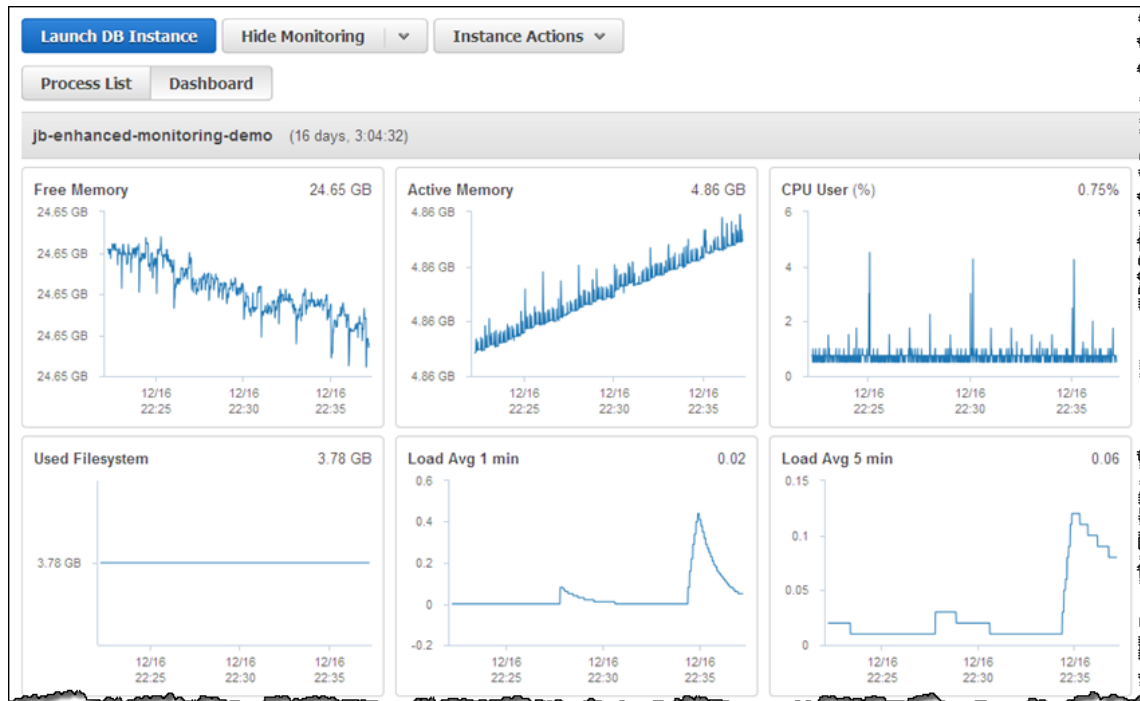 Launch DB Instance Hide Monitoring Instance Actions
Process List Dashboard
jb-enhanced-monitoring-demo (16 days, 3:04:32)
Free Memory 24.65 GB
24.65 GB
24.65 GB
24.65 GB
24.65 GB
24.65 GB
12/16 12/16 12/16
22:25 22:30 22:35
Active Memory 4.86 GB
4.86 GB
4.86 GB
4.86 GB
4.86 GB
12/16 12/16 12/16
22:25 22:30 22:35
CPU User (%) 0.75%
6
4
2
0
12/16 12/16 12/16
22:25 22:30 22:35
Used Filesystem 3.78 GB
3.78 GB
12/16 12/16 12/16
22:25 22:30 22:35
Load Avg 1 min 0.02
0.6
0.4
0.2
0
-0.2
12/16 12/16 12/16
22:25 22:30 22:35
Load Avg 5 min 0.06
0.15
0.1
0.05
0
12/16 12/16 12/16
22:25 22:30 22:35